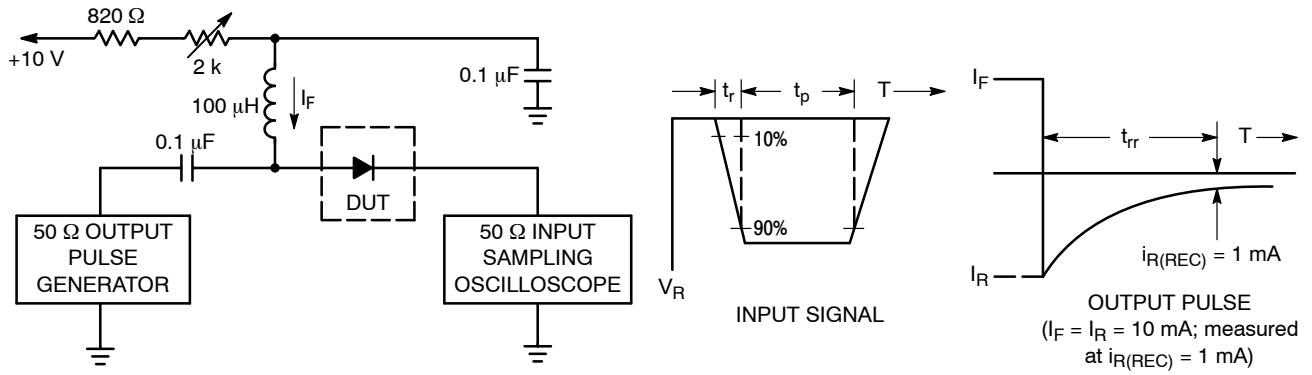 820 Ω
+10 V
2 k
100 μH
I_F
0.1 μF
0.1 μF
DUT
50 Ω OUTPUT
PULSE
GENERATOR
50 Ω INPUT
SAMPLING
OSCILLOSCOPE
t_r
t_p
T
10%
90%
V_R
INPUT SIGNAL
I_F
t_rr
T
I_R
i_R(REC) = 1 mA
OUTPUT PULSE
(I_F = I_R = 10 mA; measured
at i_R(REC) = 1 mA)